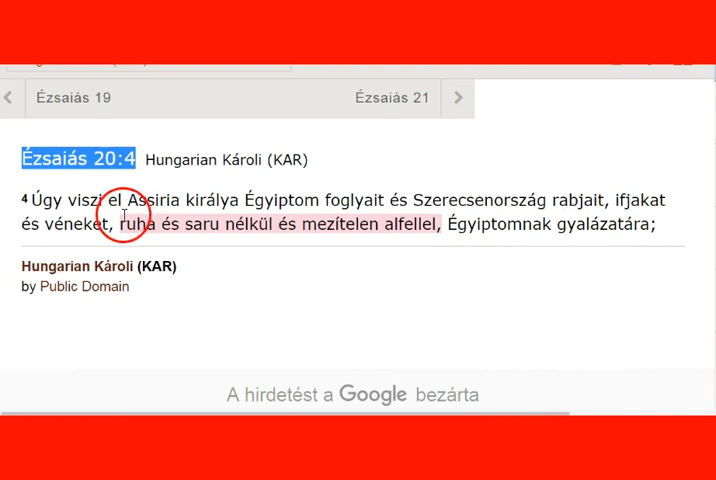 Ézsaiás 19
Ézsaiás 21
Ézsaiás 20:4 Hungarian Károli (KAR)
4 Úgy viszi el Assiria királya Égyiptom foglyait és Szerecsenország rabjait, ifjakat
és véneket, ruha és saru nélkül és mezítelen alfellel, Égyiptomnak gyalázatára;
Hungarian Károli (KAR)
by Public Domain
A hirdetést a Google bezárta